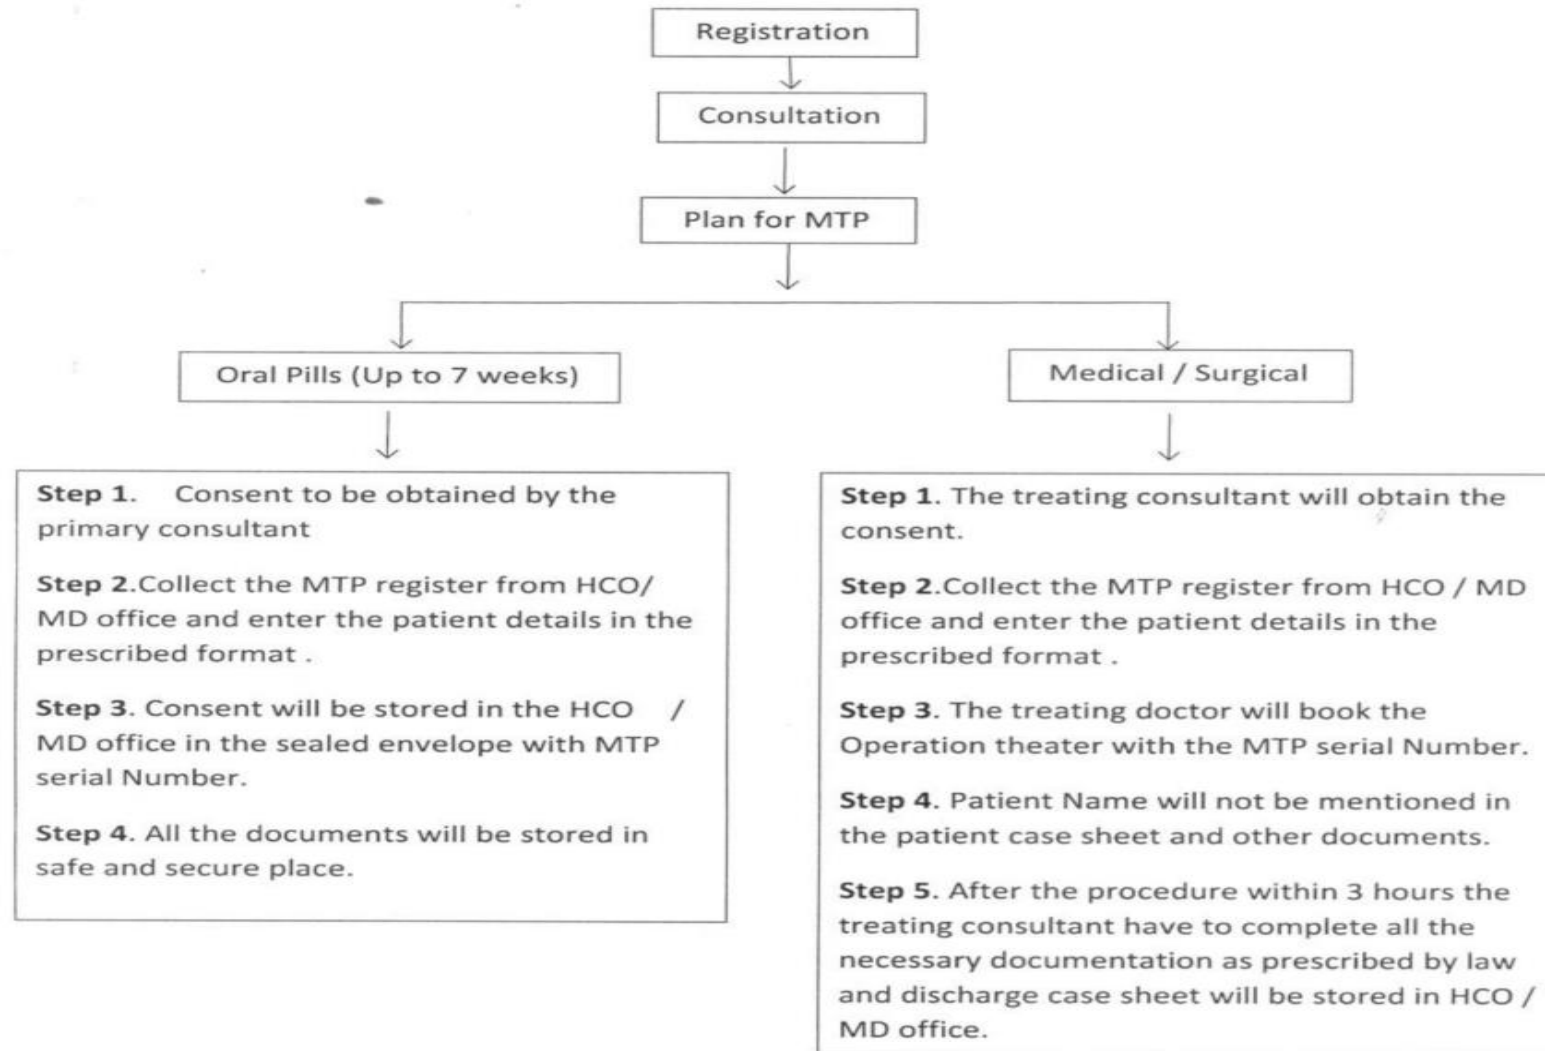 Registration
Consultation
Plan for MTP
Oral Pills (Up to 7 weeks)
Medical / Surgical
Step 1. Consent to be obtained by the
primary consultant
Step 2.Collect the MTP register from HCO/
MD office and enter the patient details in the
prescribed format .
Step 3. Consent will be stored in the HCO /
MD office in the sealed envelope with MTP
serial Number.
Step 4. All the documents will be stored in
safe and secure place.
Step 1. The treating consultant will obtain the
consent.
Step 2.Collect the MTP register from HCO / MD
office and enter the patient details in the
prescribed format .
Step 3. The treating doctor will book the
Operation theater with the MTP serial Number.
Step 4. Patient Name will not be mentioned in
the patient case sheet and other documents.
Step 5. After the procedure within 3 hours the
treating consultant have to complete all the
necessary documentation as prescribed by law
and discharge case sheet will be stored in HCO /
MD office.